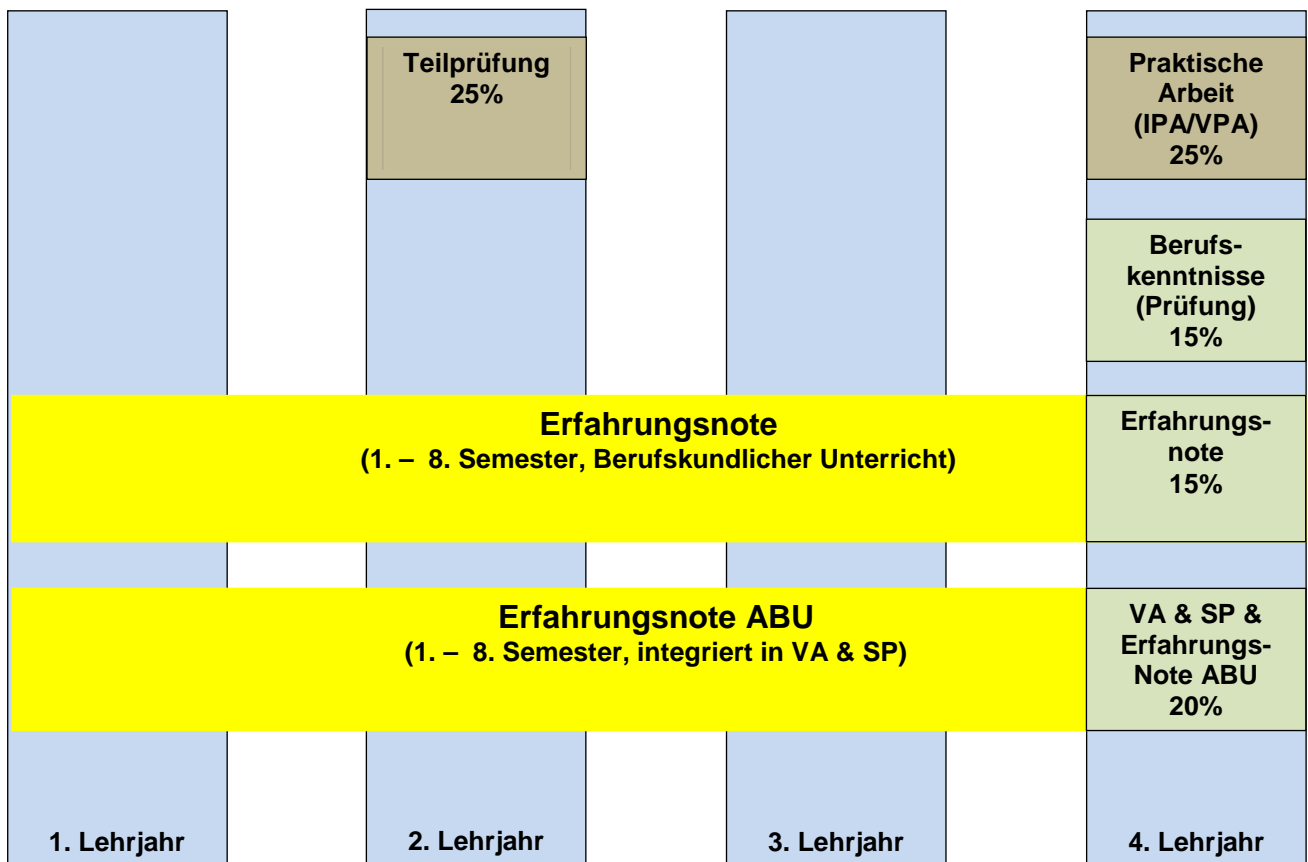 Teilprüfung
25%
Praktische
Arbeit
(IPA/VPA)
25%
Berufs-
kenntnisse
(Prüfung)
15%
Erfahrungsnote
(1. – 8. Semester, Berufskundlicher Unterricht)
Erfahrungs-
note
15%
Erfahrungsnote ABU
(1. – 8. Semester, integriert in VA & SP)
VA & SP &
Erfahrungs-
Note ABU
20%
1. Lehrjahr
2. Lehrjahr
3. Lehrjahr
4. Lehrjahr